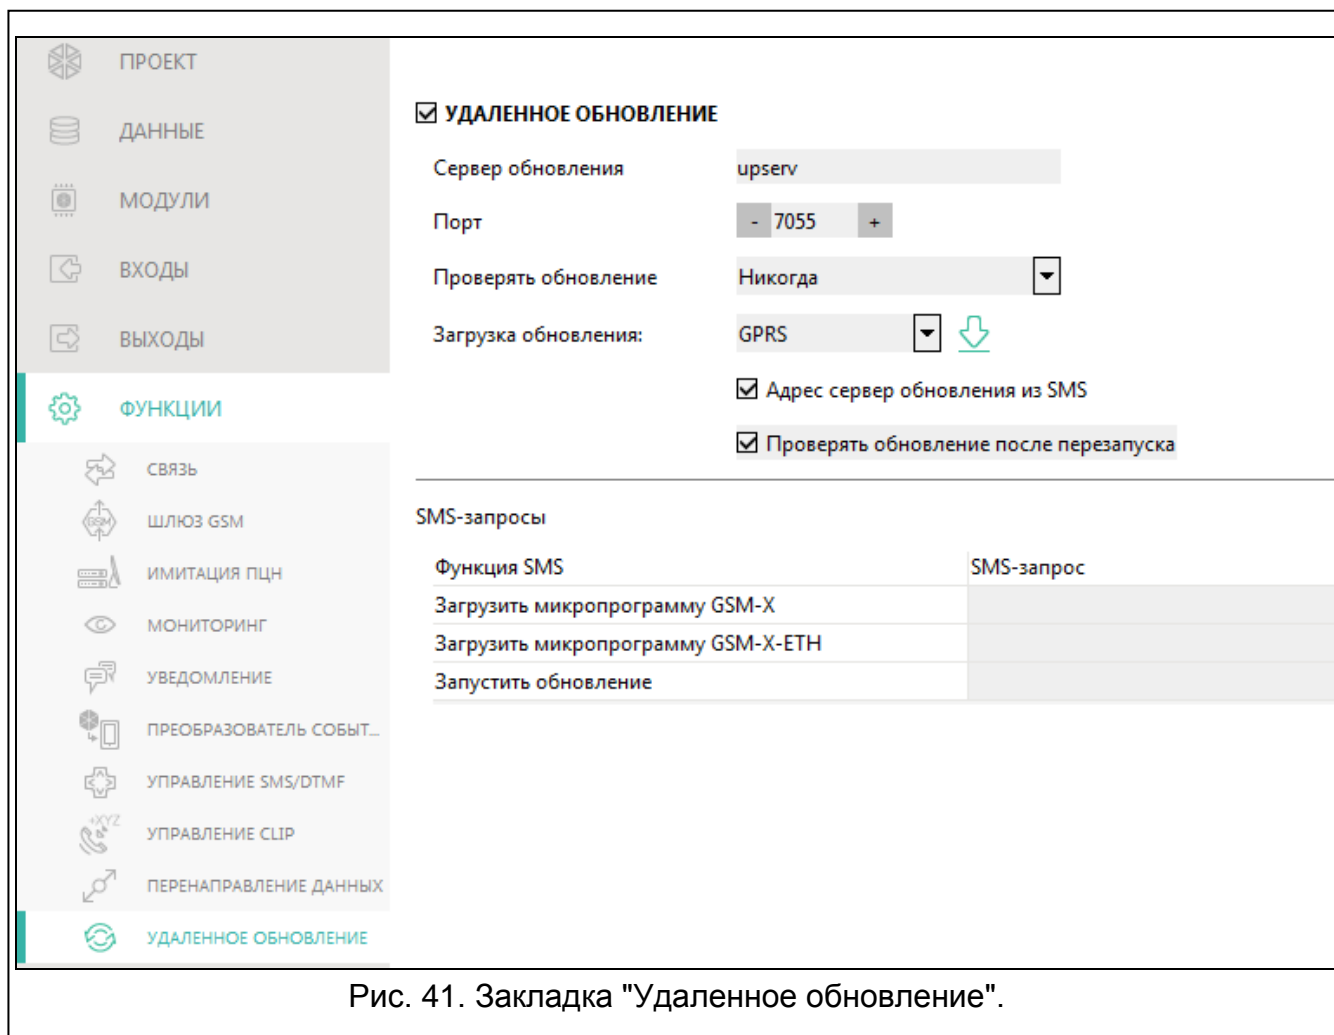 ПРОЕКТ
ДАННЫЕ
МОДУЛИ
ВХОДЫ
ВЫХОДЫ
ФУНКЦИИ
СВЯЗЬ
GSM
ШЛЮЗ GSM
ИМИТАЦИЯ ПЦН
МОНИТОРИНГ
УВЕДОМЛЕНИЕ
ПРЕОБРАЗОВАТЕЛЬ СОБЫТ...
УПРАВЛЕНИЕ SMS/DTMF
+XYZ
УПРАВЛЕНИЕ CLIP
ПЕРЕНАПРАВЛЕНИЕ ДАННЫХ
УДАЛЕННОЕ ОБНОВЛЕНИЕ
УДАЛЕННОЕ ОБНОВЛЕНИЕ
Сервер обновления upserv
Порт - 7055 +
Проверять обновление Никогда
Загрузка обновления: GPRS
Адрес сервер обновления из SMS
Проверять обновление после перезапуска
SMS-запросы
Функция SMS SMS-запрос
Загрузить микропрограмму GSM-X
Загрузить микропрограмму GSM-X-ETH
Запустить обновление
Рис. 41. Закладка "Удаленное обновление".